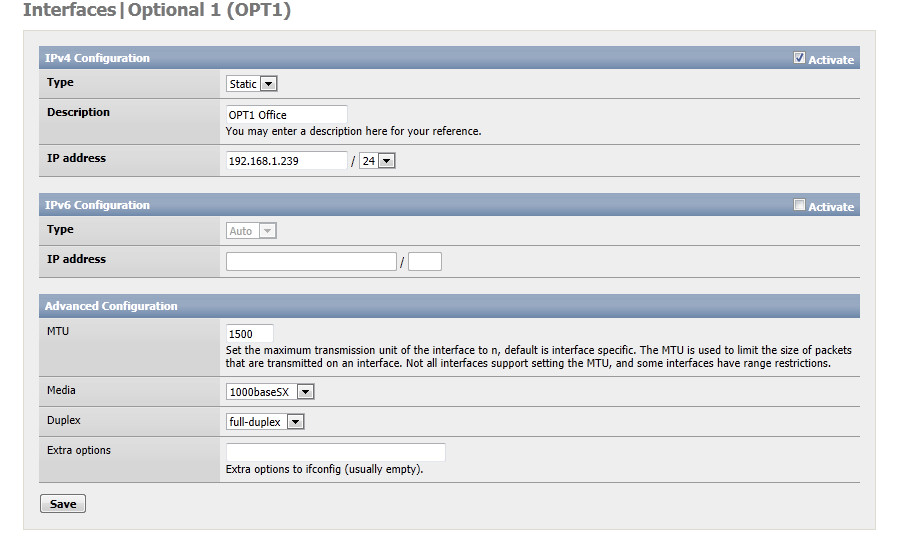 Interfaces|Optional 1 (OPT1)
IPv4 Configuration Activate
Type Static
Description OPT1 Office
You may enter a description here for your reference.
IP address 192.168.1.239 / 24
IPv6 Configuration Activate
Type Auto
IP address /
Advanced Configuration
MTU 1500
Set the maximum transmission unit of the interface to n, default is interface specific. The MTU is used to limit the size of packets
that are transmitted on an interface. Not all interfaces support setting the MTU, and some interfaces have range restrictions.
Media 1000baseSX
Duplex full-duplex
Extra options
Extra options to ifconfig (usually empty).
Save